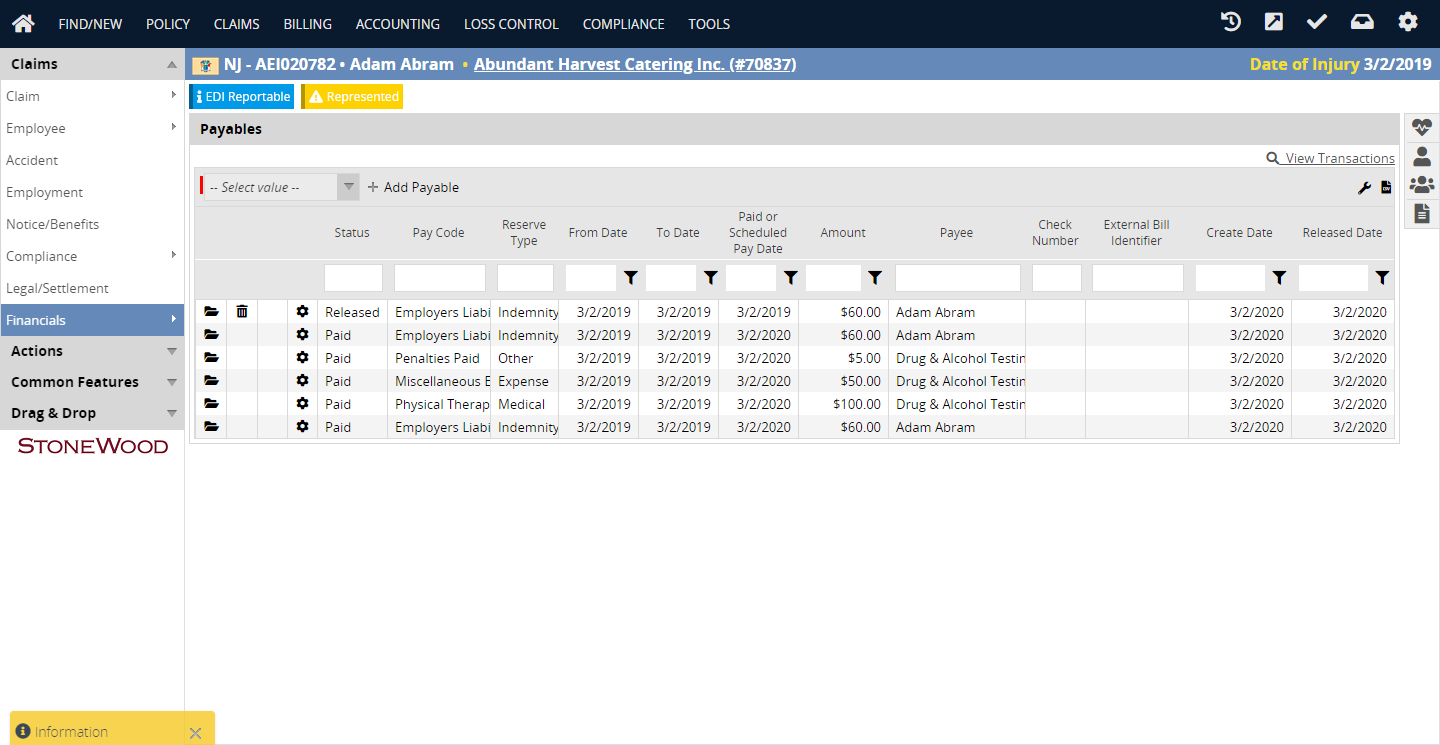 FIND/NEW POLICY CLAIMS BILLING ACCOUNTING LOSS CONTROL COMPLIANCE TOOLS
Claims
NJ - AEI020782 • Adam Abram • Abundant Harvest Catering Inc. (#70837) Date of Injury 3/2/2019
Claim
EDI Reportable Represented
Employee
Accident
Employment
Notice/Benefits
Compliance
Legal/Settlement
Financials
Actions
Common Features
Drag & Drop
STONEWOOD
Payables
View Transactions
-- Select value -- + Add Payable
Status Pay Code Reserve Type From Date To Date Paid or Scheduled Pay Date Amount Payee Check Number External Bill Identifier Create Date Released Date
Released Employers Liabi Indemnity 3/2/2019 3/2/2019 3/2/2019 $60.00 Adam Abram 3/2/2020 3/2/2020
Paid Employers Liabi Indemnity 3/2/2019 3/2/2019 3/2/2020 $60.00 Adam Abram 3/2/2020 3/2/2020
Paid Penalties Paid Other 3/2/2019 3/2/2019 3/2/2020 $5.00 Drug & Alcohol Testin 3/2/2020 3/2/2020
Paid Miscellaneous E Expense 3/2/2019 3/2/2019 3/2/2020 $50.00 Drug & Alcohol Testin 3/2/2020 3/2/2020
Paid Physical Therap Medical 3/2/2019 3/2/2019 3/2/2020 $100.00 Drug & Alcohol Testin 3/2/2020 3/2/2020
Paid Employers Liabi Indemnity 3/2/2019 3/2/2019 3/2/2020 $60.00 Adam Abram 3/2/2020 3/2/2020
Information